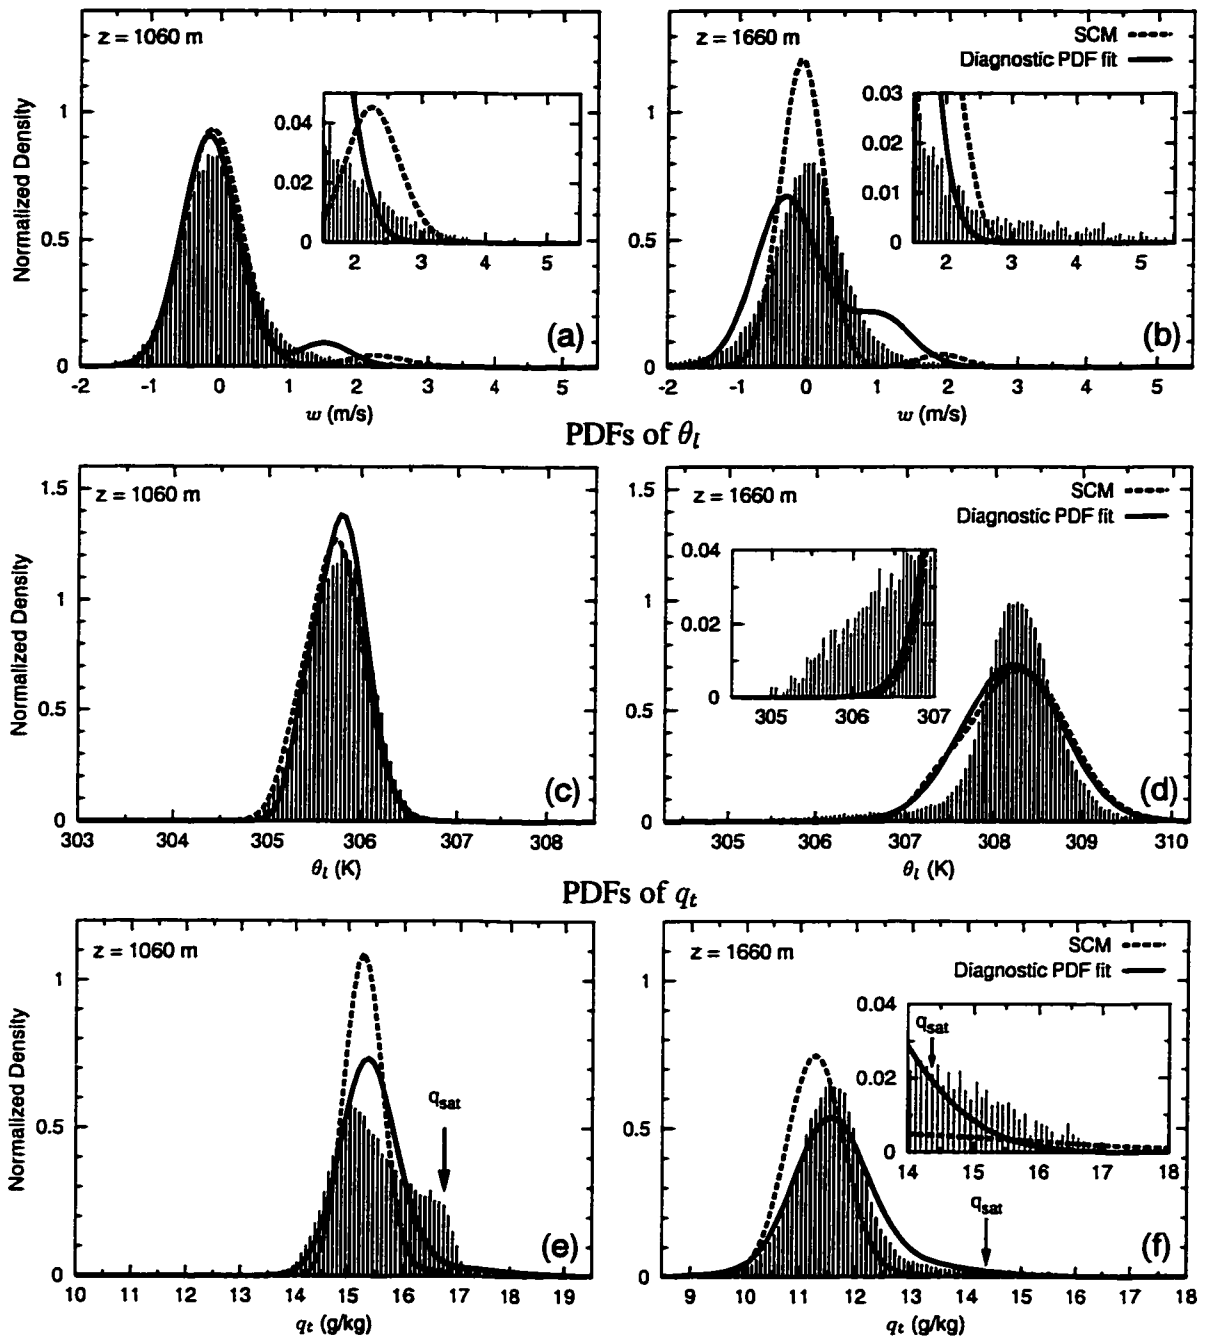 z = 1060 m
Normalized Density
1
0.5
0
0.04
0.02
0
2 3 4 5
(a)
-2 -1 0 1 2 3 4 5
w (m/s)
z = 1660 m
SCM
Diagnostic PDF fit
1
0.5
0
0.03
0.02
0.01
0
2 3 4 5
(b)
-2 -1 0 1 2 3 4 5
w (m/s)
PDFs of θl
z = 1060 m
Normalized Density
1.5
1
0.5
0
(c)
303 304 305 306 307 308
θl (K)
z = 1660 m
SCM
Diagnostic PDF fit
1.5
1
0.5
0
0.04
0.02
0
305 306 307
(d)
305 306 307 308 309 310
θl (K)
PDFs of qt
z = 1060 m
Normalized Density
1
0.5
0
qsat
(e)
10 11 12 13 14 15 16 17 18 19
qt (g/kg)
z = 1660 m
SCM
Diagnostic PDF fit
1
0.5
0
0.04
0.02
0
qsat
14 15 16 17 18
qsat
(f)
9 10 11 12 13 14 15 16 17 18
qt (g/kg)